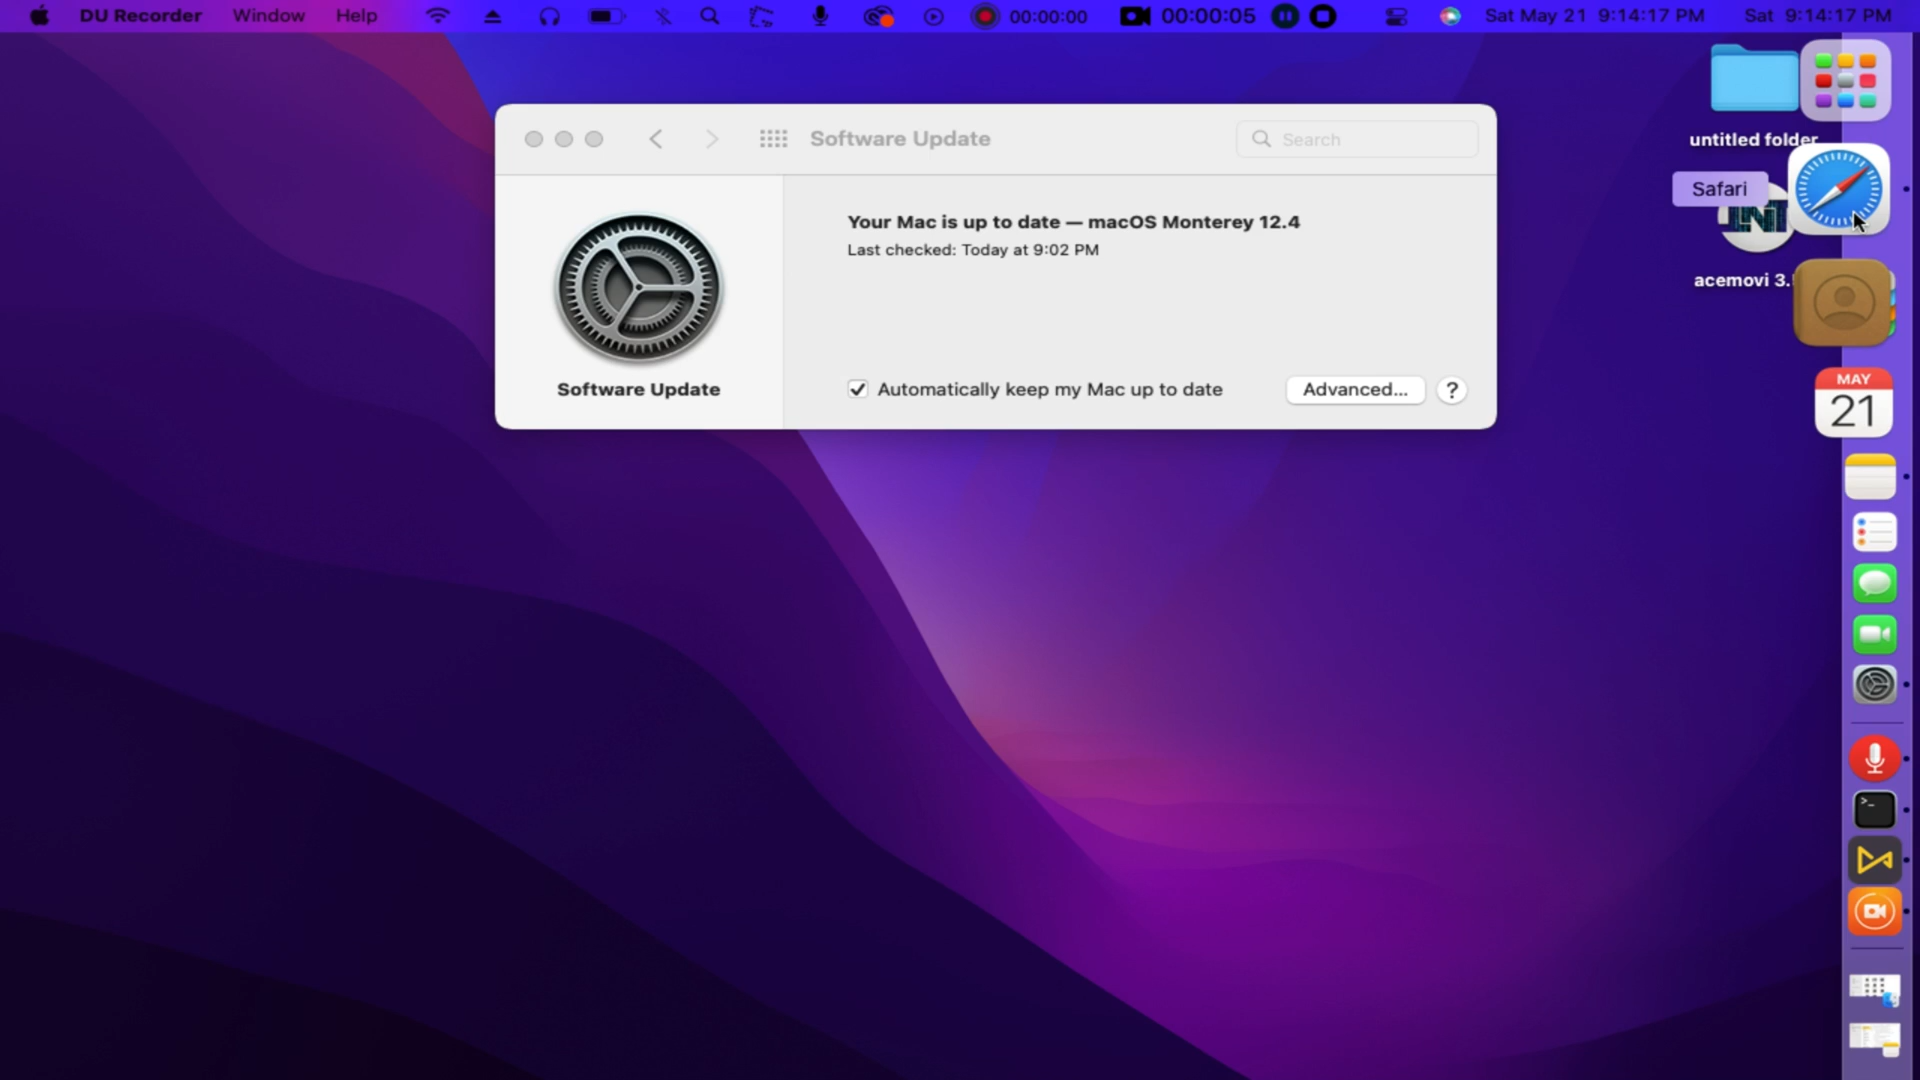 DU Recorder Window Help 00:00:00 00:00:05 Sat May 21 9:14:17 PM Sat 9:14:17 PM
untitled folder
Software Update
Search
Safari
Your Mac is up to date — macOS Monterey 12.4
Last checked: Today at 9:02 PM
acemovi 3.
Software Update
Automatically keep my Mac up to date
Advanced...
?
MAY
21
>_